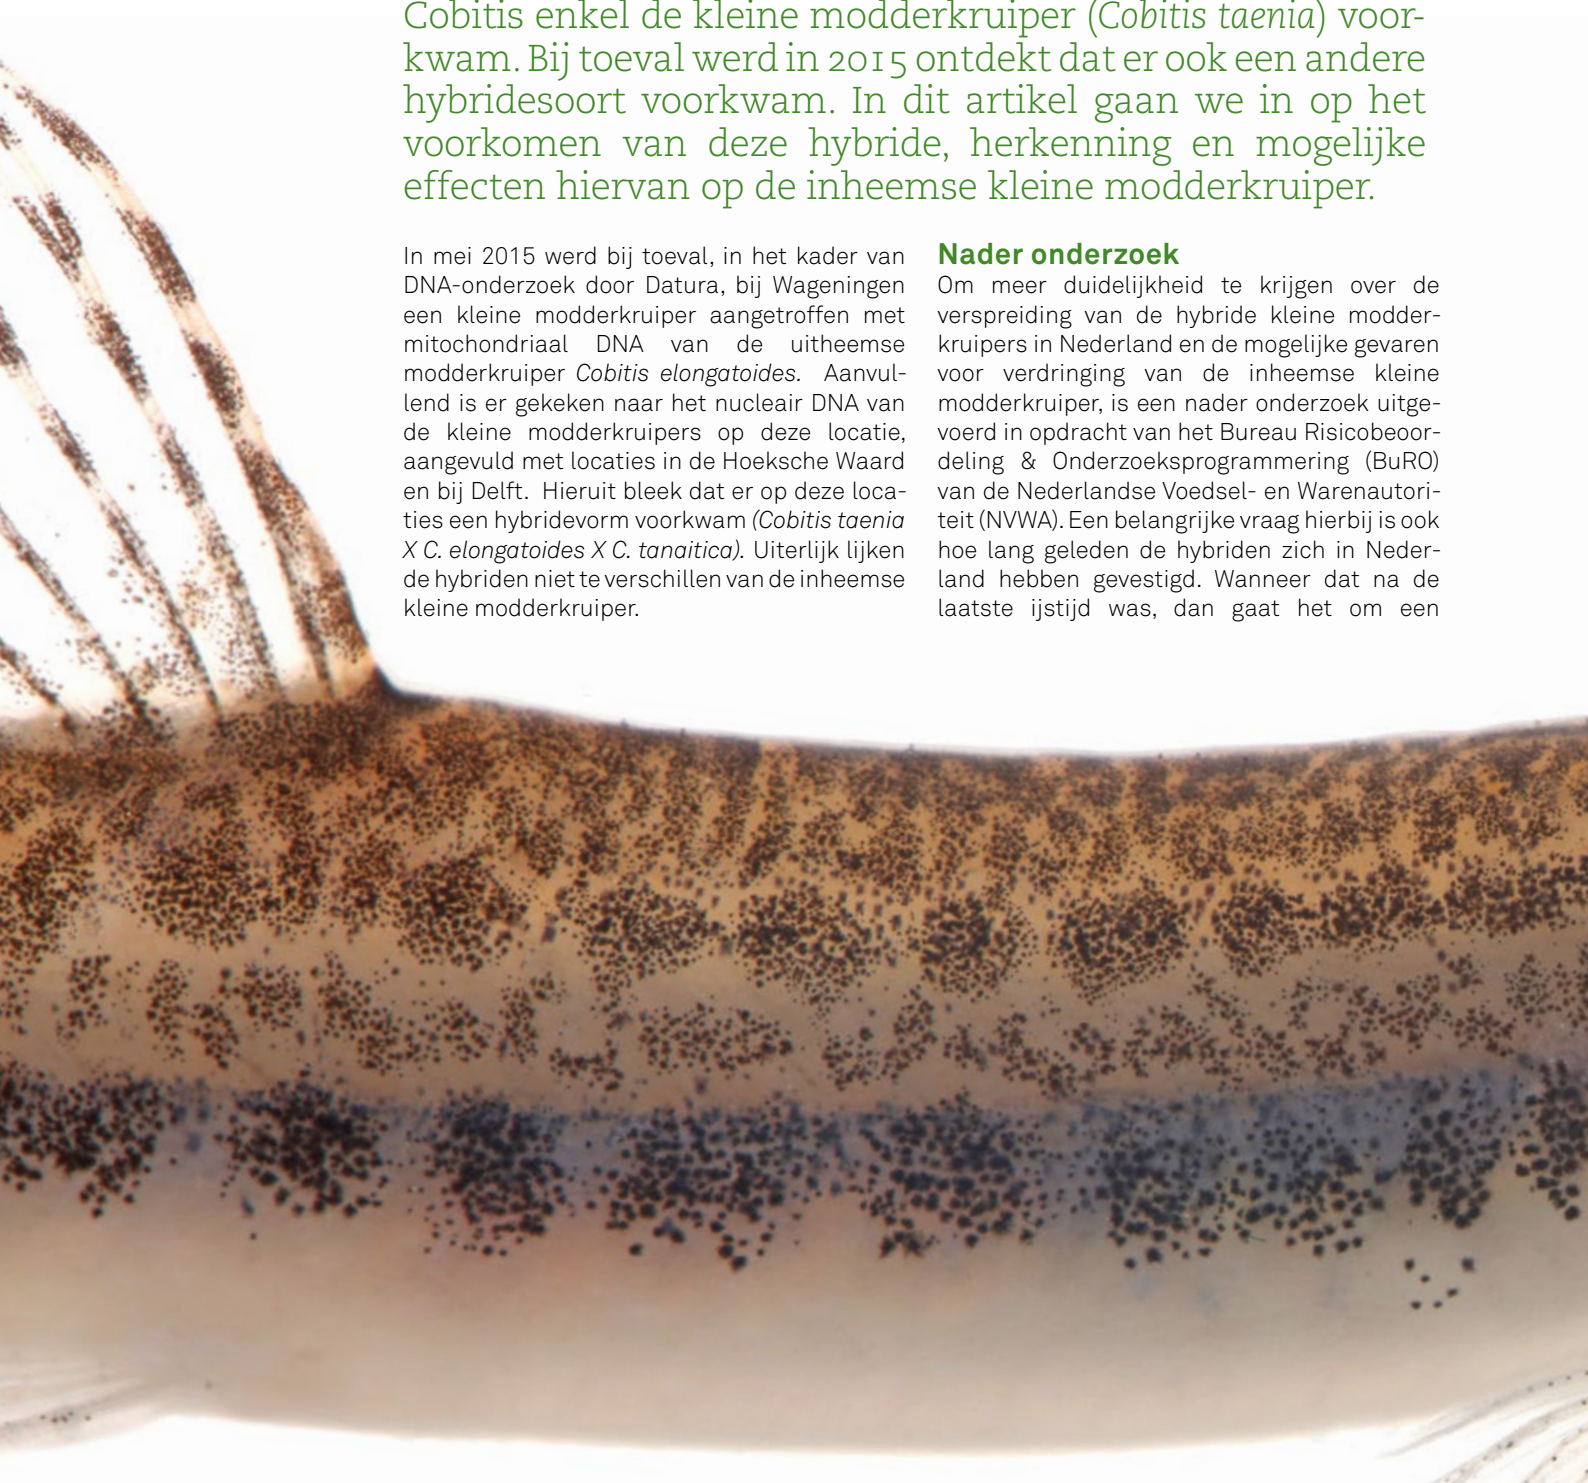 Cobitis enkel de kleine modderkruiper (Cobitis taenia) voor-
kwam. Bij toeval werd in 2015 ontdekt dat er ook een andere
hybridesoort voorkwam. In dit artikel gaan we in op het
voorkomen van deze hybride, herkenning en mogelijke
effecten hiervan op de inheemse kleine modderkruiper.
In mei 2015 werd bij toeval, in het kader van
DNA-onderzoek door Datura, bij Wageningen
een kleine modderkruiper aangetroffen met
mitochondriaal DNA van de uitheemse
modderkruiper Cobitis elongatoides. Aanvul-
lend is er gekeken naar het nucleair DNA van
de kleine modderkruipers op deze locatie,
aangevuld met locaties in de Hoeksche Waard
en bij Delft. Hieruit bleek dat er op deze loca-
ties een hybridevorm voorkwam (Cobitis taenia
X C. elongatoides X C. tanaitica). Uiterlijk lijken
de hybriden niet te verschillen van de inheemse
kleine modderkruiper.
Nader onderzoek
Om meer duidelijkheid te krijgen over de
verspreiding van de hybride kleine modder-
kruipers in Nederland en de mogelijke gevaren
voor verdringing van de inheemse kleine
modderkruiper, is een nader onderzoek uitge-
voerd in opdracht van het Bureau Risicobeoor-
deling & Onderzoeksprogrammering (BuRO)
van de Nederlandse Voedsel- en Warenautori-
teit (NVWA). Een belangrijke vraag hierbij is ook
hoe lang geleden de hybriden zich in Neder-
land hebben gevestigd. Wanneer dat na de
laatste ijstijd was, dan gaat het om een